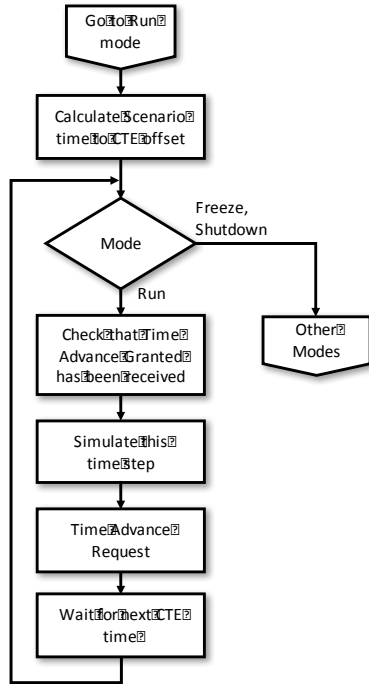 Go to Run
mode
Calculate Scenario
time to CTE offset
Freeze,
Shutdown
Mode
Run
Check that Time
Advance Granted
has been received
Other
Modes
Simulate this
time step
Time Advance
Request
Wait for next CTE
time